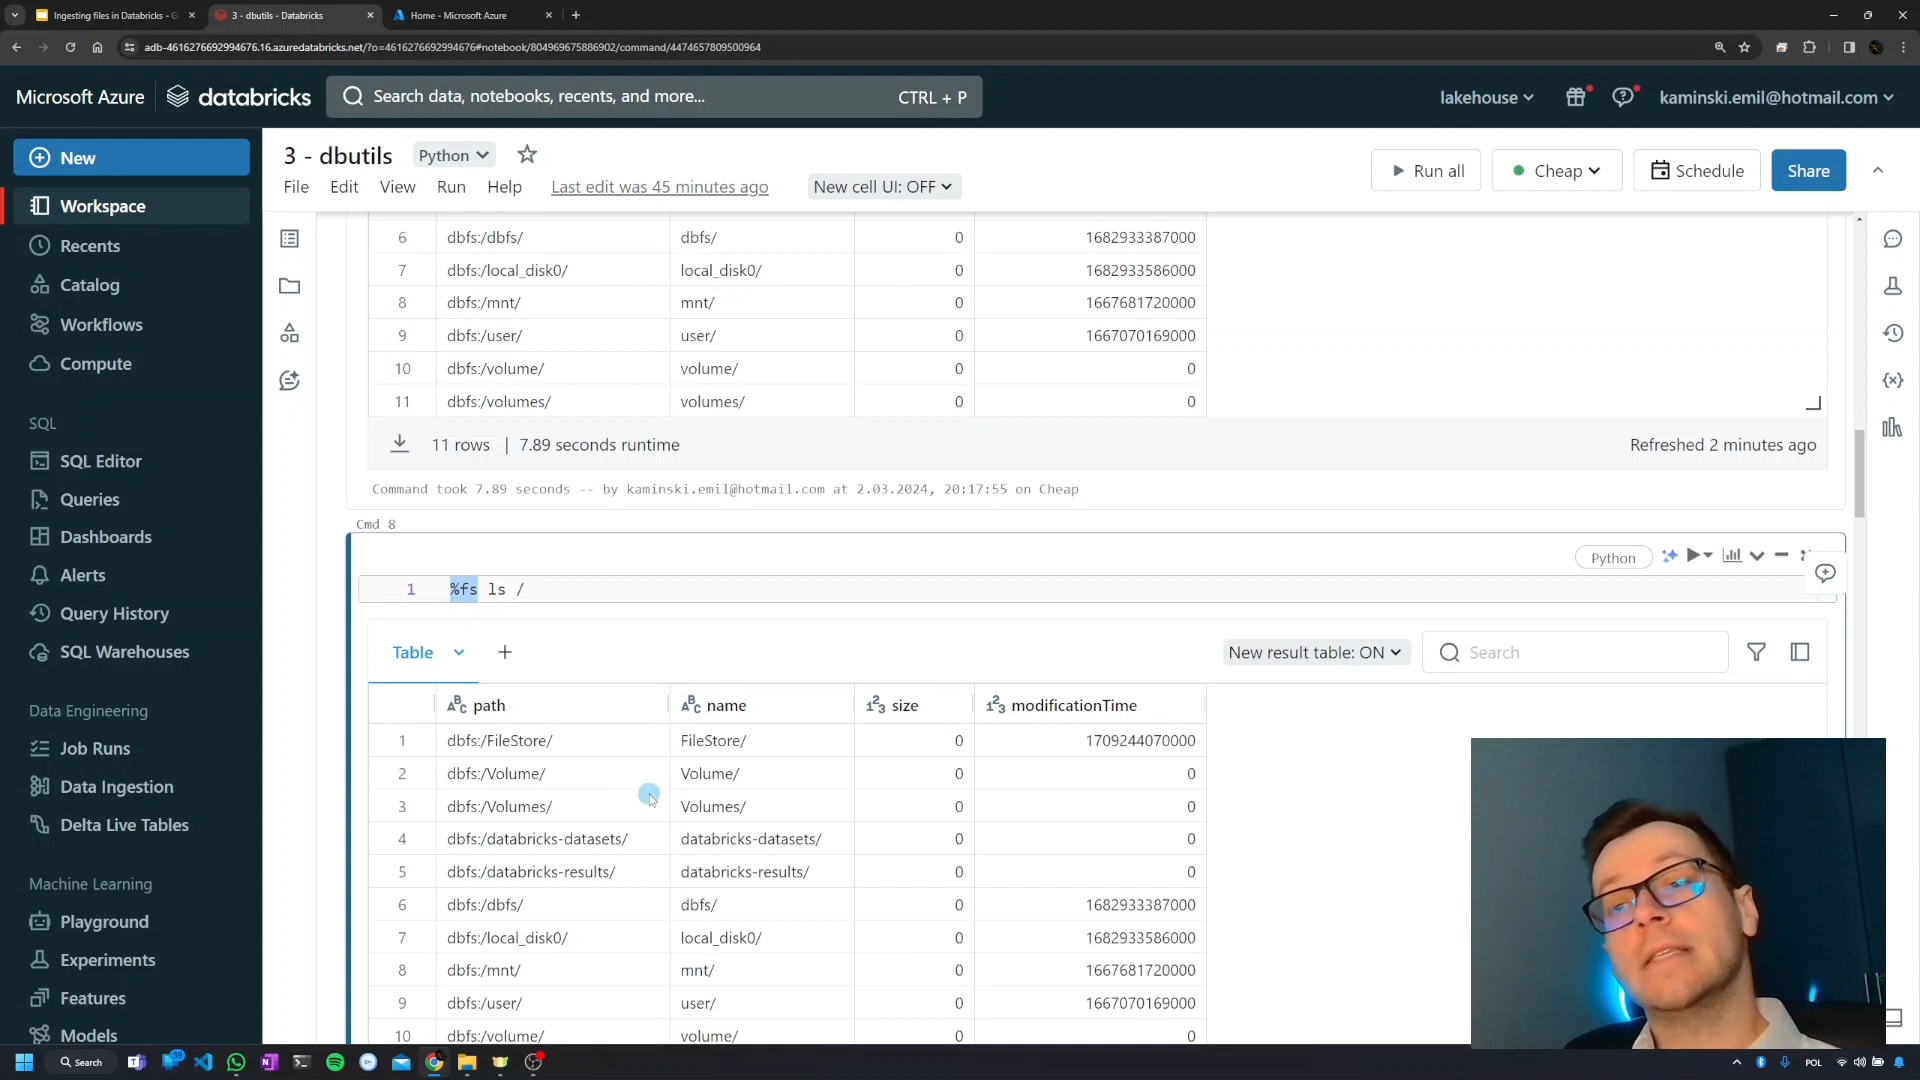 Ingesting files in Databricks - G
3 - dbutils - Databricks
Home - Microsoft Azure
adb-4616276692994676.16.azuredatabricks.net/?o=4616276692994676#notebook/804969675886902/command/4474657809500964
Microsoft Azure
databricks
Search data, notebooks, recents, and more...
CTRL + P
lakehouse
kaminski.emil@hotmail.com
New
Workspace
Recents
Catalog
Workflows
Compute
SQL
SQL Editor
Queries
Dashboards
Alerts
Query History
SQL Warehouses
Data Engineering
Job Runs
Data Ingestion
Delta Live Tables
Machine Learning
Playground
Experiments
Features
Models
3 - dbutils
Python
File Edit View Run Help Last edit was 45 minutes ago New cell UI: OFF
Run all
Cheap
Schedule
Share
6 dbfs:/dbfs/ dbfs/ 0 1682933387000
7 dbfs:/local_disk0/ local_disk0/ 0 1682933586000
8 dbfs:/mnt/ mnt/ 0 1667681720000
9 dbfs:/user/ user/ 0 1667070169000
10 dbfs:/volume/ volume/ 0 0
11 dbfs:/volumes/ volumes/ 0 0
11 rows | 7.89 seconds runtime
Refreshed 2 minutes ago
Command took 7.89 seconds -- by kaminski.emil@hotmail.com at 2.03.2024, 20:17:55 on Cheap
Cmd 8
Python
1 %fs ls /
Table
New result table: ON
Search
path name size modificationTime
1 dbfs:/FileStore/ FileStore/ 0 1709244070000
2 dbfs:/Volume/ Volume/ 0 0
3 dbfs:/Volumes/ Volumes/ 0 0
4 dbfs:/databricks-datasets/ databricks-datasets/ 0 0
5 dbfs:/databricks-results/ databricks-results/ 0 0
6 dbfs:/dbfs/ dbfs/ 0 1682933387000
7 dbfs:/local_disk0/ local_disk0/ 0 1682933586000
8 dbfs:/mnt/ mnt/ 0 1667681720000
9 dbfs:/user/ user/ 0 1667070169000
10 dbfs:/volume/ volume/ 0 0
Search
POL